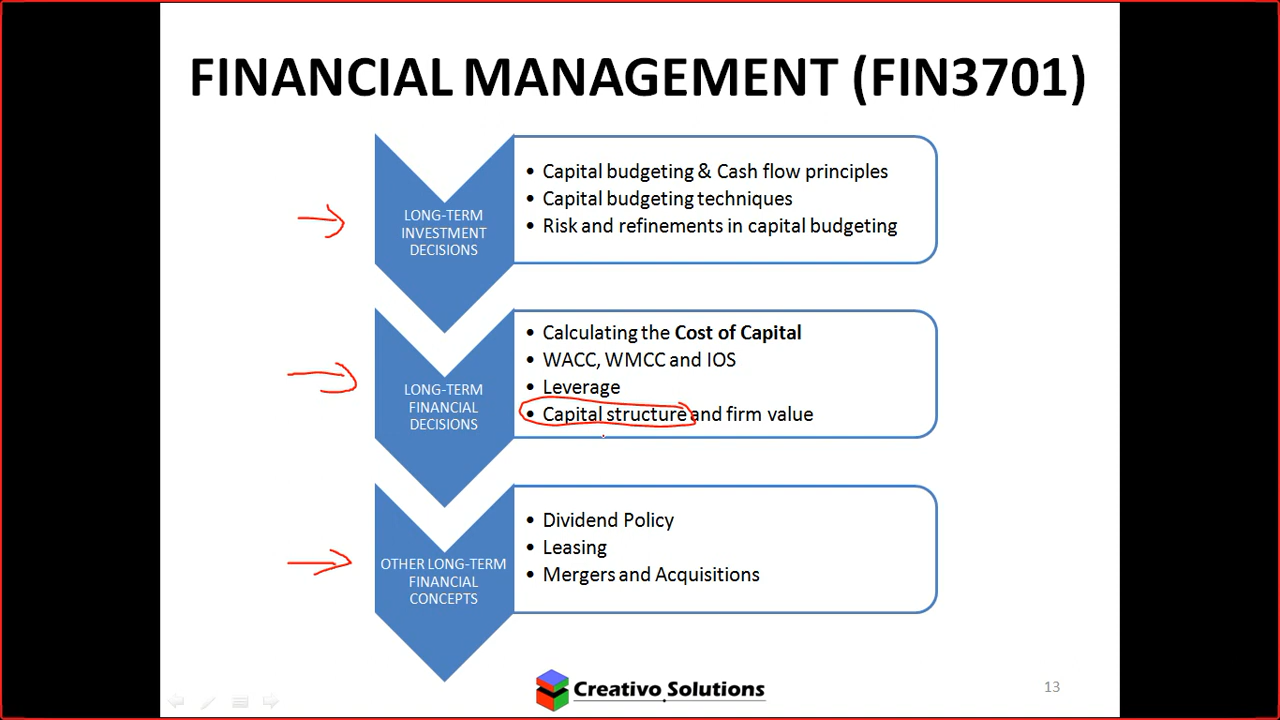 FINANCIAL MANAGEMENT (FIN3701)
LONG-TERM
INVESTMENT
DECISIONS
• Capital budgeting & Cash flow principles
• Capital budgeting techniques
• Risk and refinements in capital budgeting
LONG-TERM
FINANCIAL
DECISIONS
• Calculating the Cost of Capital
• WACC, WMCC and IOS
• Leverage
• Capital structure and firm value
OTHER LONG-TERM
FINANCIAL
CONCEPTS
• Dividend Policy
• Leasing
• Mergers and Acquisitions
Creativo Solutions
13